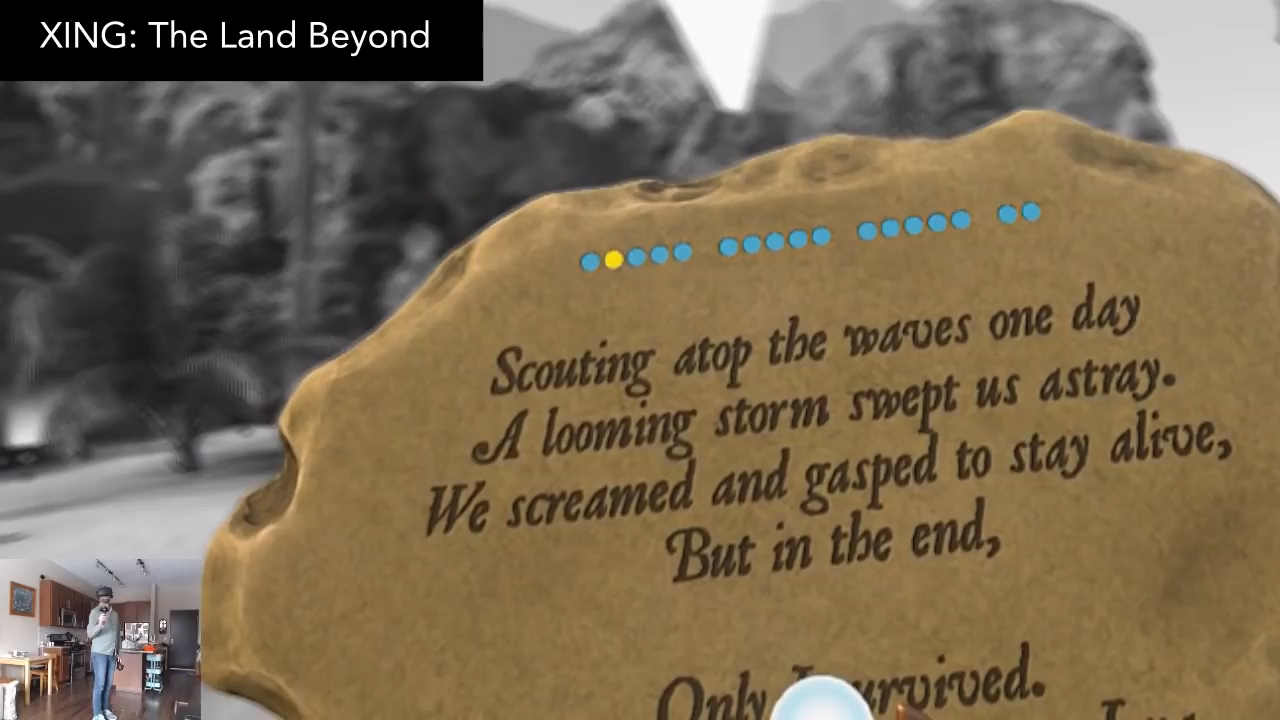 XING: The Land Beyond
Scouting atop the waves one day
A looming storm swept us astray.
We screamed and gasped to stay alive,
But in the end,
Only survived.